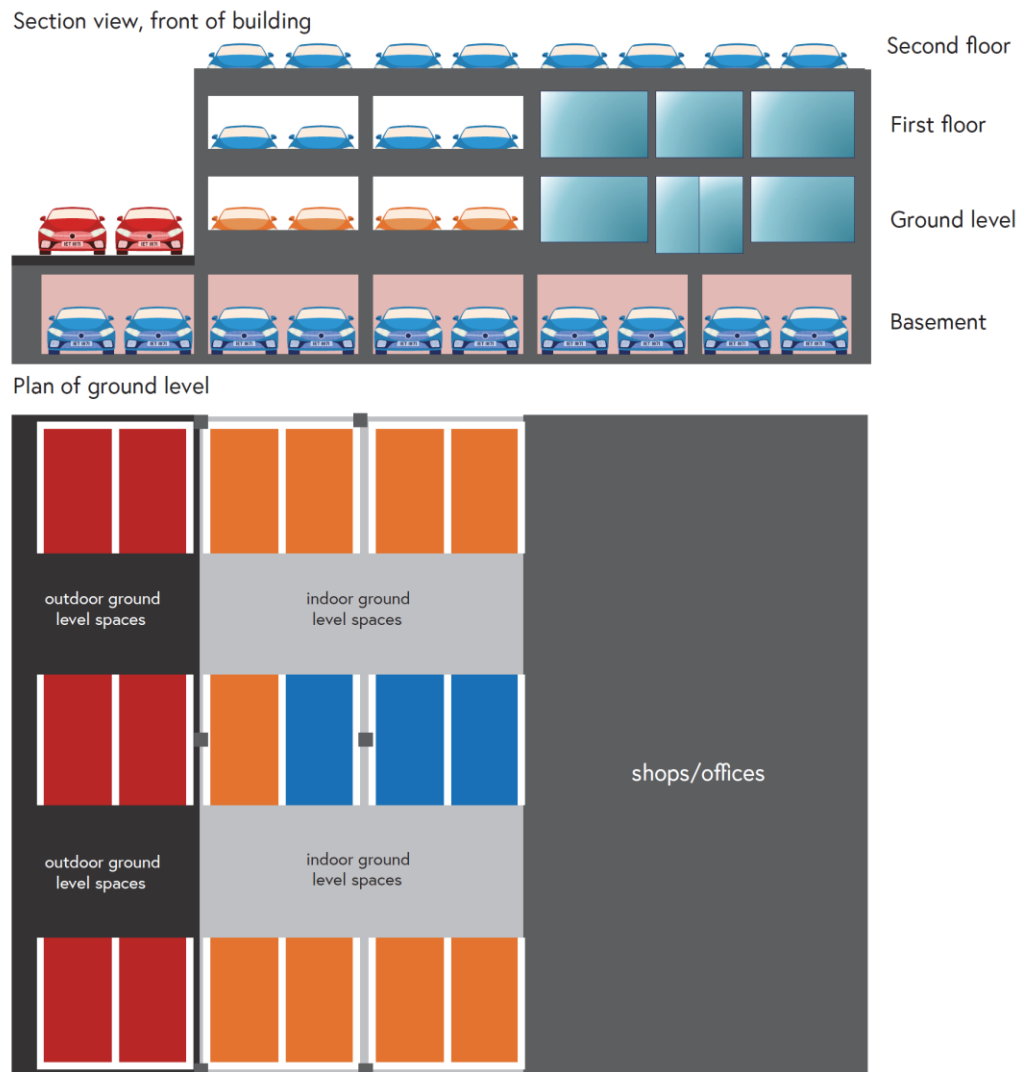 Section view, front of building
Second floor
First floor
Ground level
Basement
Plan of ground level
outdoor ground
level spaces
indoor ground
level spaces
shops/offices
outdoor ground
level spaces
indoor ground
level spaces